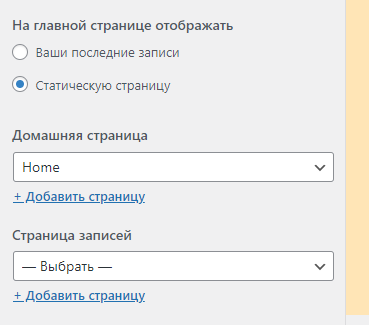 На главной странице отображать
Ваши последние записи
Статическую страницу
Домашняя страница
Home
+ Добавить страницу
Страница записей
— Выбрать —
+ Добавить страницу